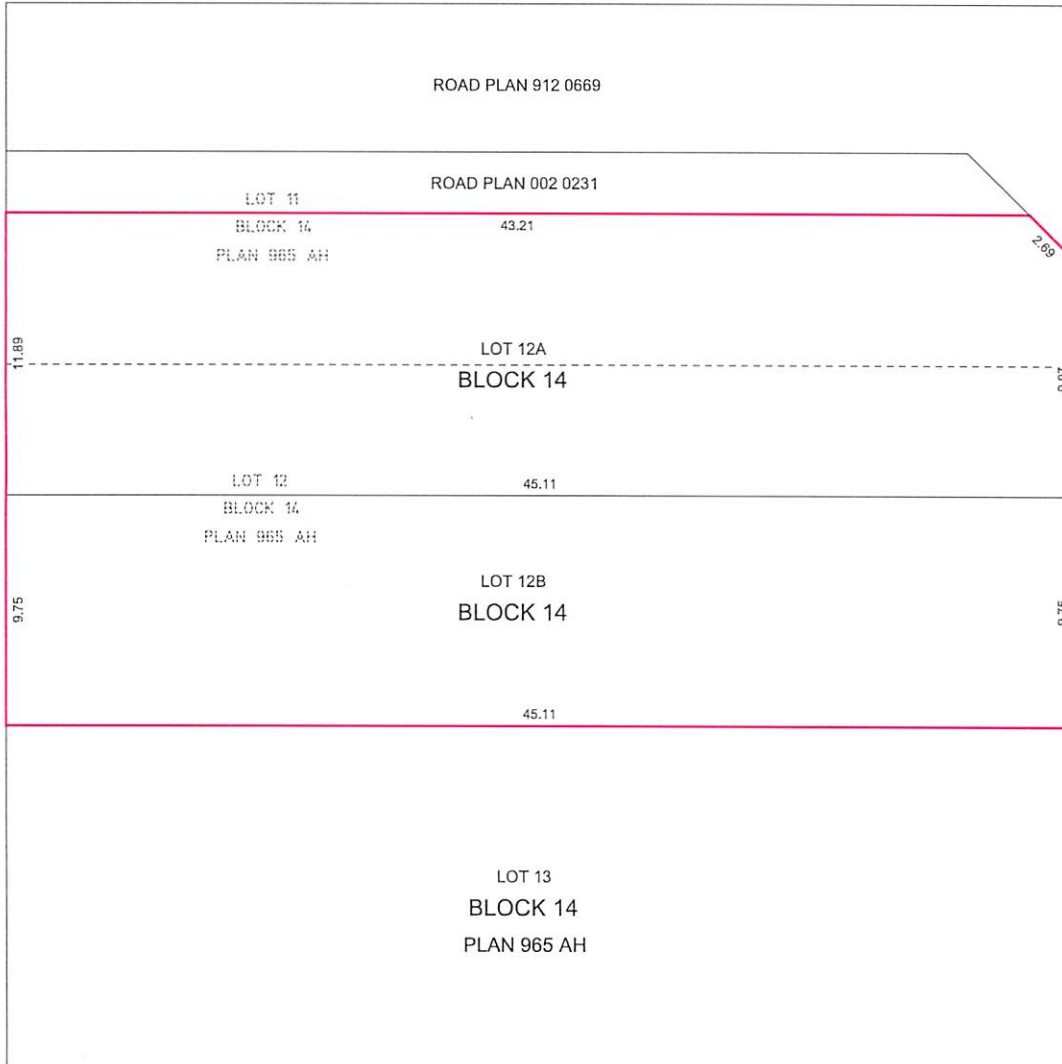 ROAD PLAN 912 0669
ROAD PLAN 002 0231
LOT 11
BLOCK 14
PLAN 965 AH
43.21
2.69
11.89
LOT 12A
BLOCK 14
LOT 12
BLOCK 14
PLAN 965 AH
45.11
LOT 12B
BLOCK 14
9.75
45.11
LOT 13
BLOCK 14
PLAN 965 AH